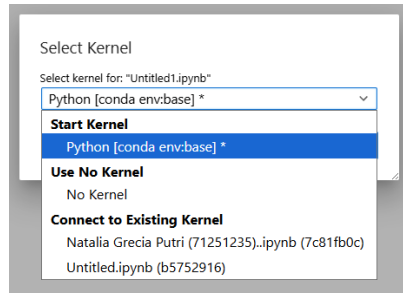 Select Kernel
Select kernel for: "Untitled1.ipynb"
Python [conda env:base] *
Start Kernel
Python [conda env:base] *
Use No Kernel
No Kernel
Connect to Existing Kernel
Natalia Grecia Putri (71251235)..ipynb (7c81fb0c)
Untitled.ipynb (b5752916)